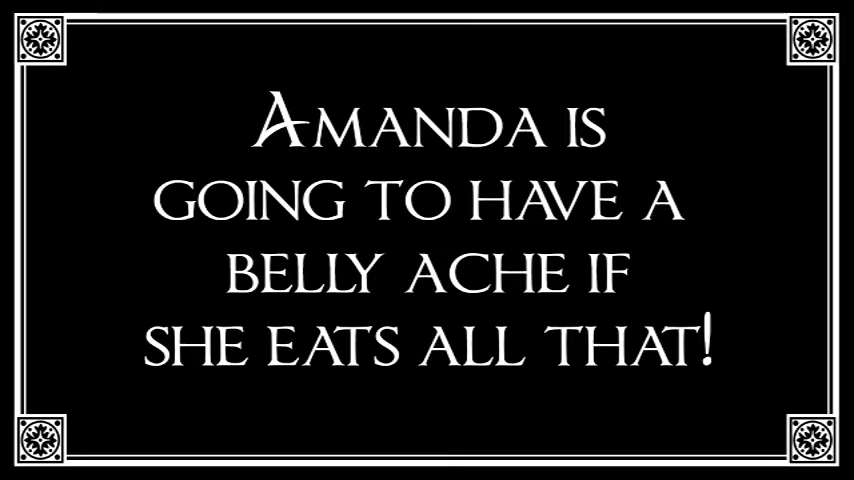 Amanda is
going to have a
belly ache if
she eats all that!